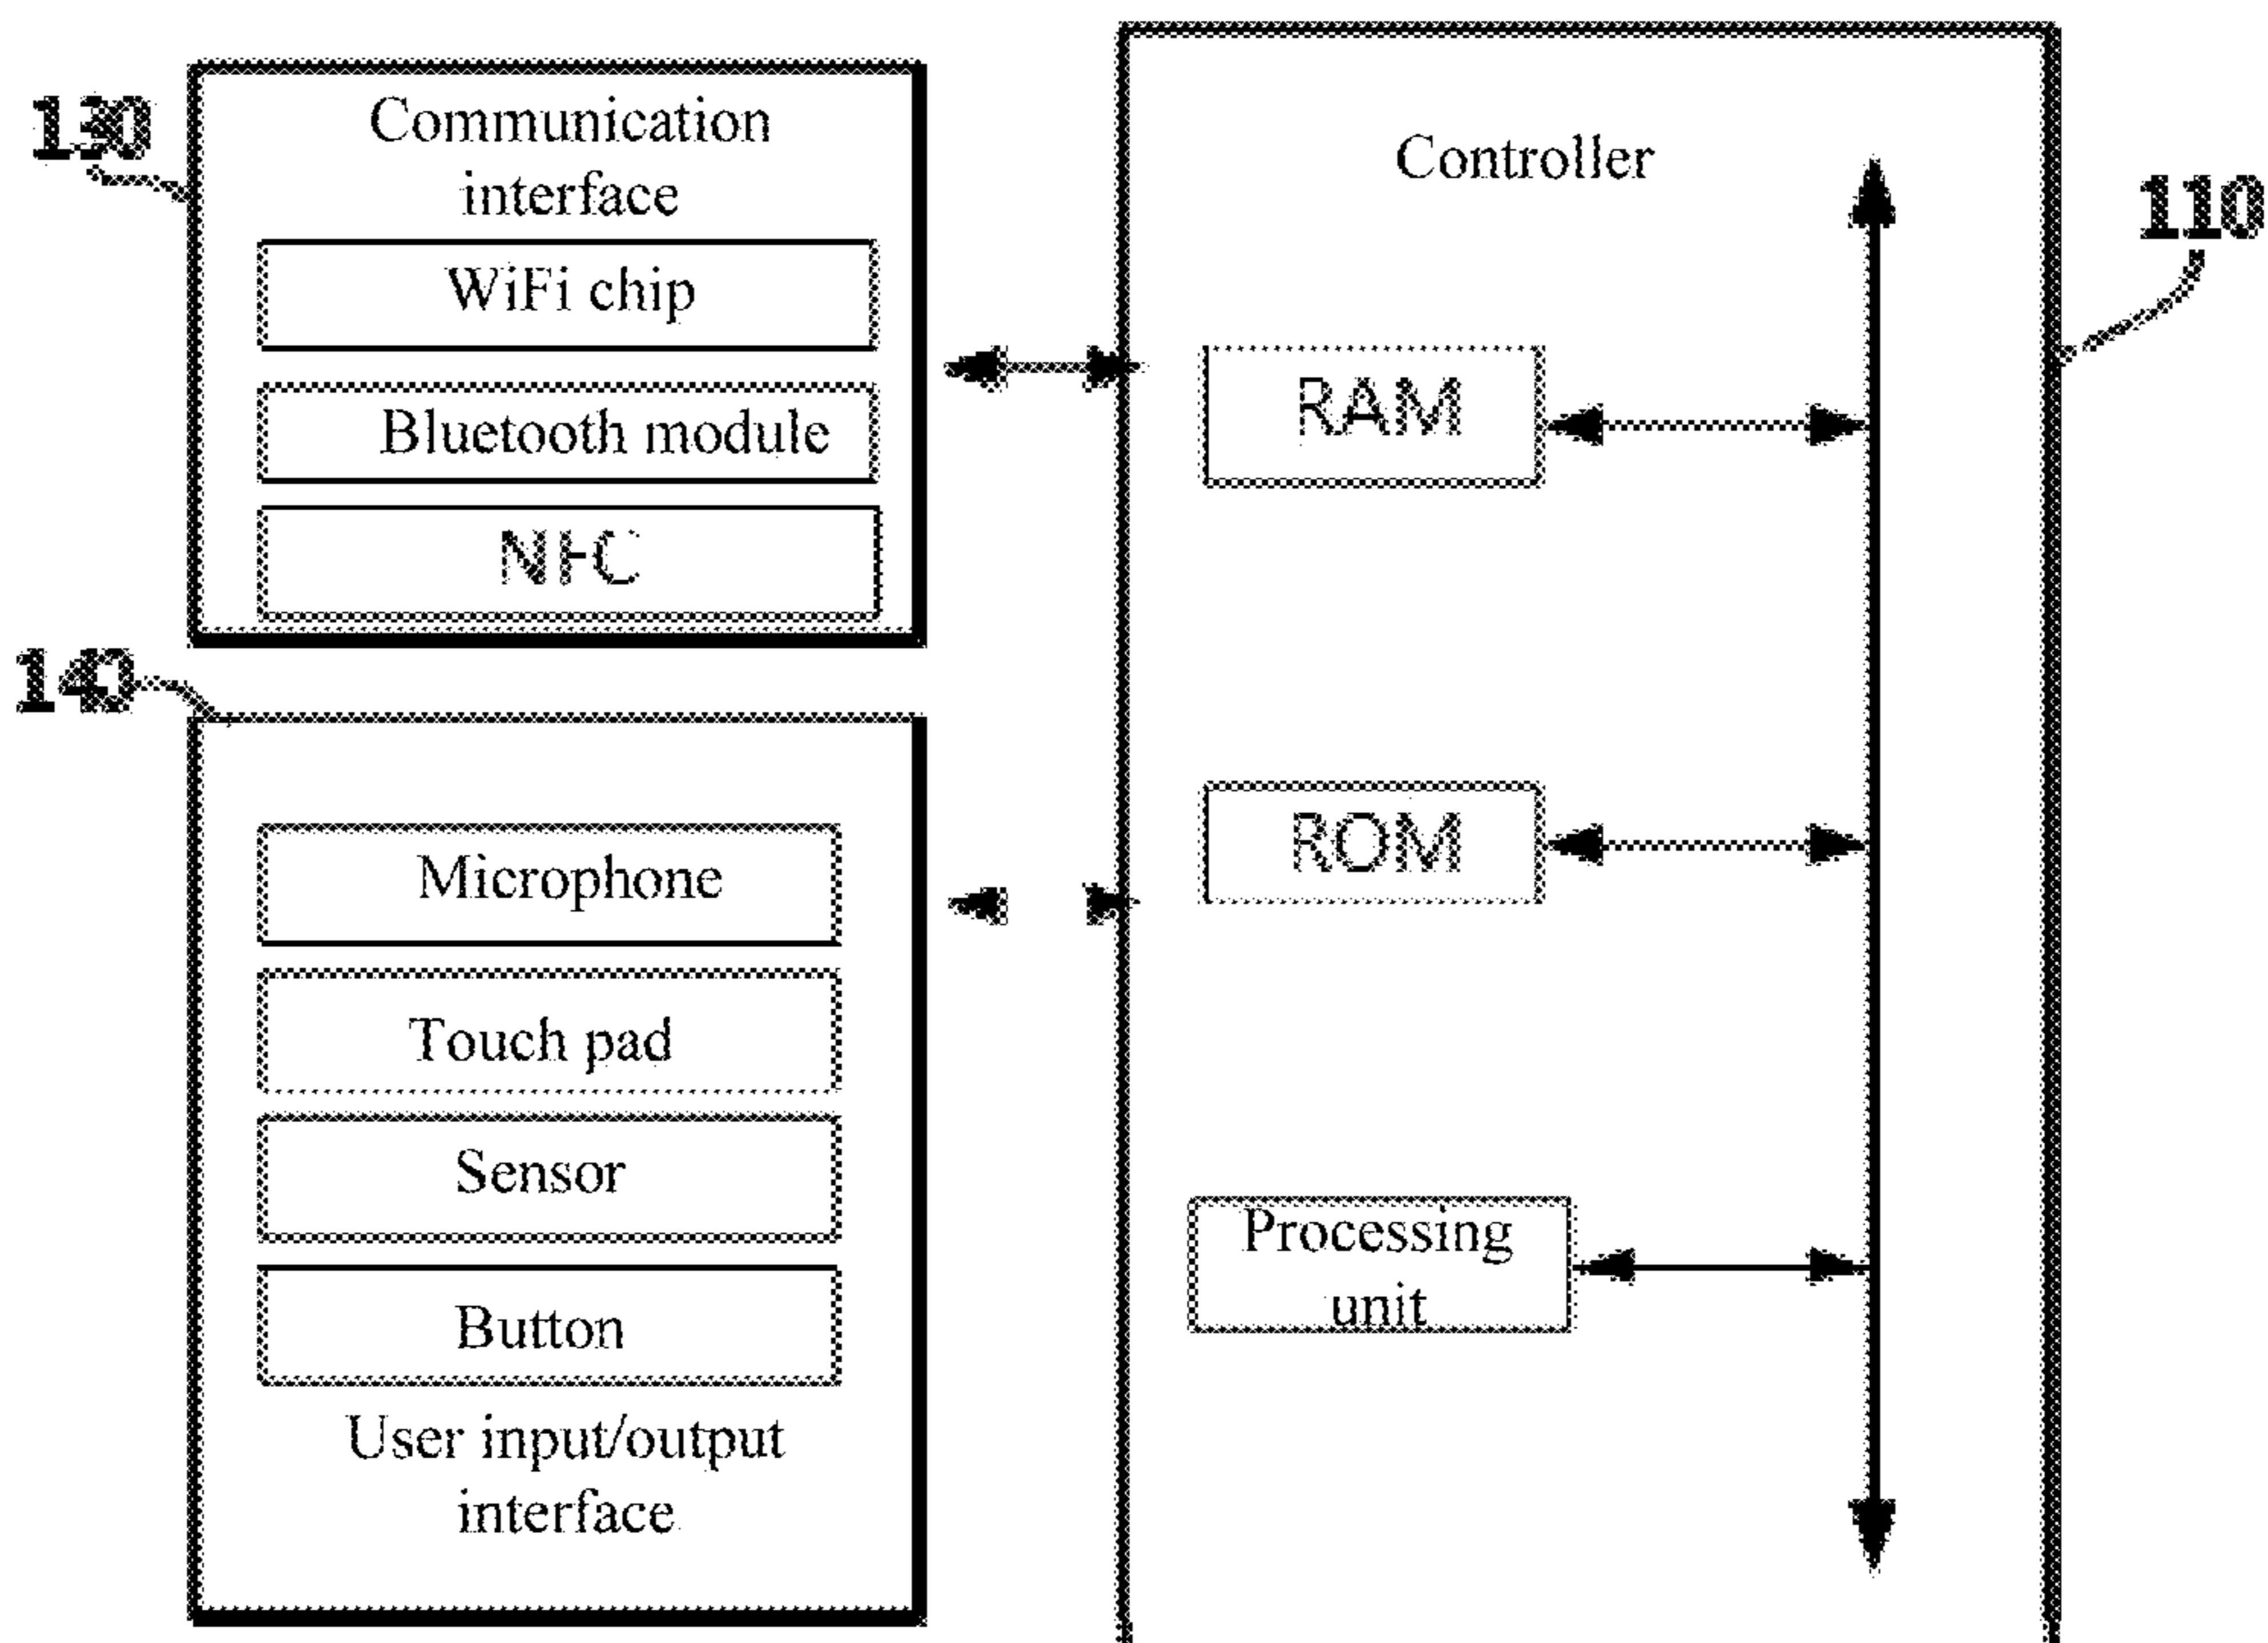 130
Communication
interface
WiFi chip
Bluetooth module
NFC
140
Microphone
Touch pad
Sensor
Button
User input/output
interface
Controller
110
RAM
ROM
Processing
unit